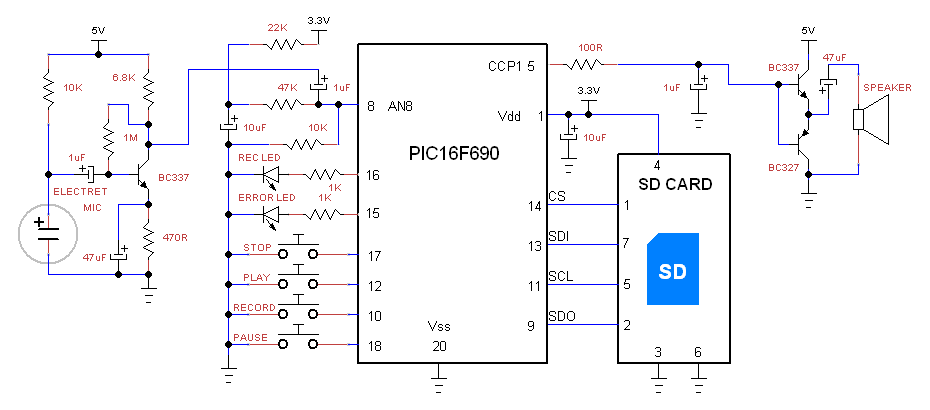 5V
10K
6.8K
1M
1uF
BC337
ELECTRET
MIC
470R
47uF
22K
3.3V
47K
1uF
10uF
10K
REC LED
1K
ERROR LED
1K
STOP
PLAY
RECORD
PAUSE
8 AN8
16
15
17
12
10
18
CCP1 5
Vdd 1
PIC16F690
14
13
11
9
Vss
20
CS
SDI
SCL
SDO
100R
3.3V
10uF
1uF
4
SD CARD
1
7
SD
5
2
3 6
5V
BC337
47uF
SPEAKER
BC327